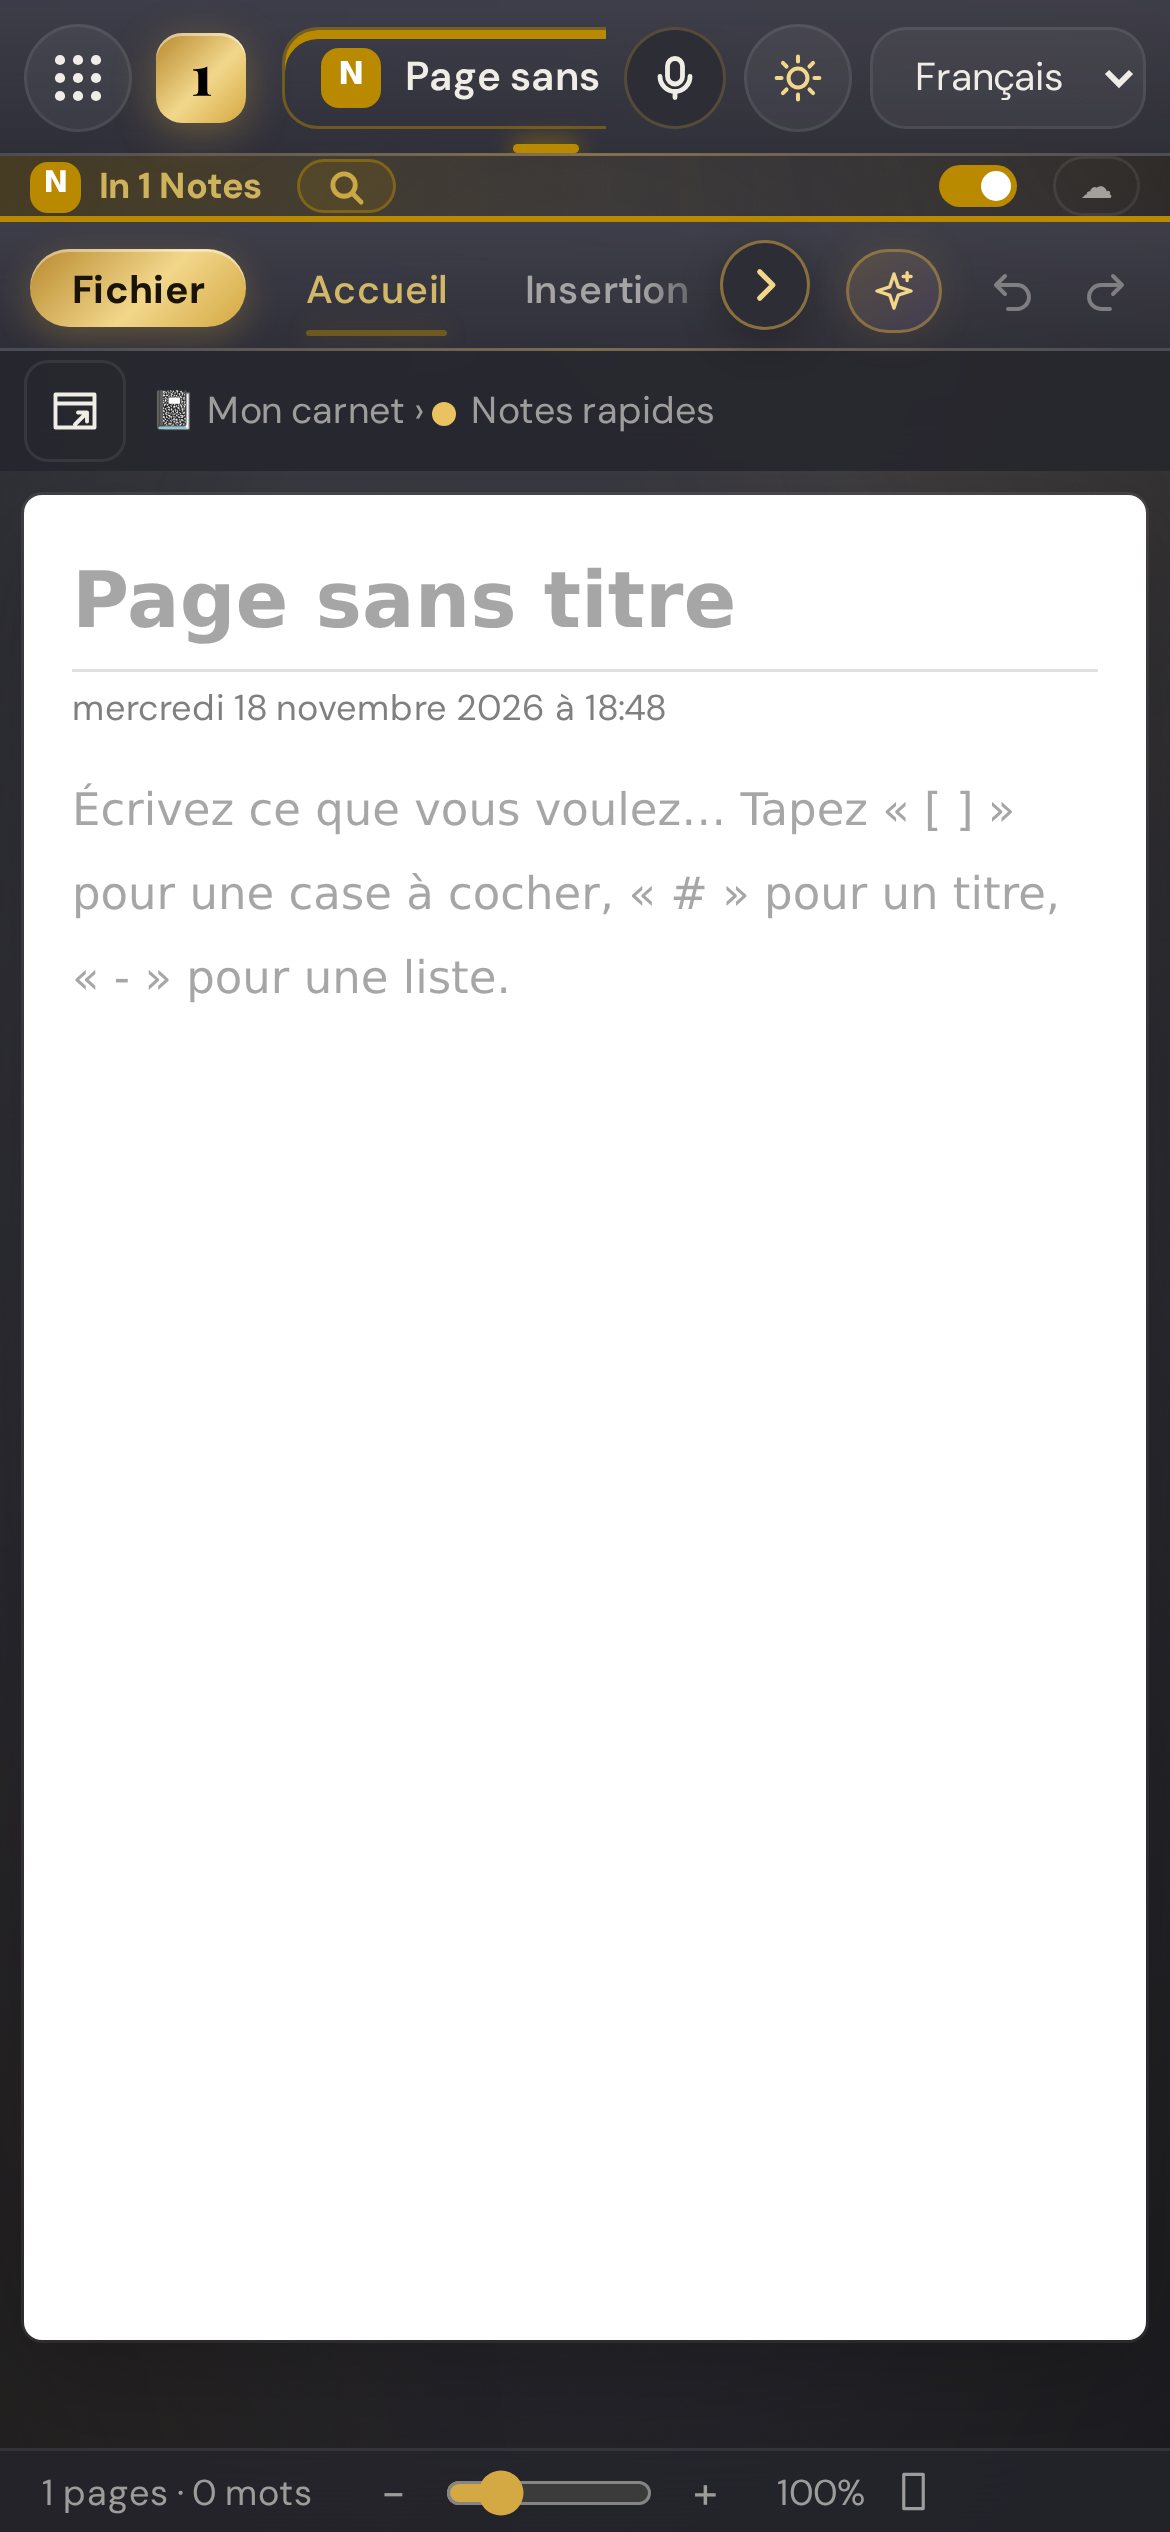 1
N Page sans
Français
N In 1 Notes
Fichier Accueil Insertion
Mon carnet › Notes rapides
Page sans titre
mercredi 18 novembre 2026 à 18:48
Écrivez ce que vous voulez... Tapez « [ ] »
pour une case à cocher, « # » pour un titre,
« - » pour une liste.
1 pages · 0 mots − + 100%